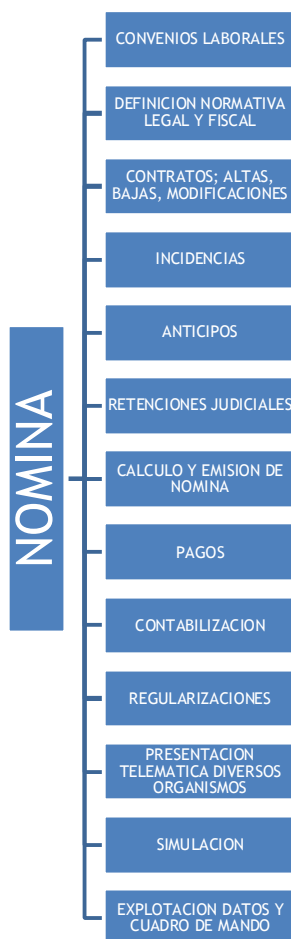 NOMINA
CONVENIOS LABORALES
DEFINICION NORMATIVA
LEGAL Y FISCAL
CONTRATOS; ALTAS,
BAJAS, MODIFICACIONES
INCIDENCIAS
ANTICIPOS
RETENCIONES JUDICIALES
CALCULO Y EMISION DE
NOMINA
PAGOS
CONTABILIZACION
REGULARIZACIONES
PRESENTACION
TELEMATICA DIVERSOS
ORGANISMOS
SIMULACION
EXPLOTACION DATOS Y
CUADRO DE MANDO